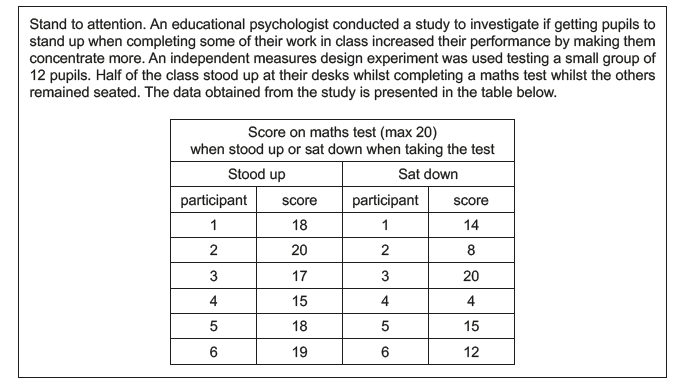 Stand to attention. An educational psychologist conducted a study to investigate if getting pupils to
stand up when completing some of their work in class increased their performance by making them
concentrate more. An independent measures design experiment was used testing a small group of
12 pupils. Half of the class stood up at their desks whilst completing a maths test whilst the others
remained seated. The data obtained from the study is presented in the table below.
Score on maths test (max 20)
when stood up or sat down when taking the test
Stood up Sat down
participant score participant score
1 18 1 14
2 20 2 8
3 17 3 20
4 15 4 4
5 18 5 15
6 19 6 12